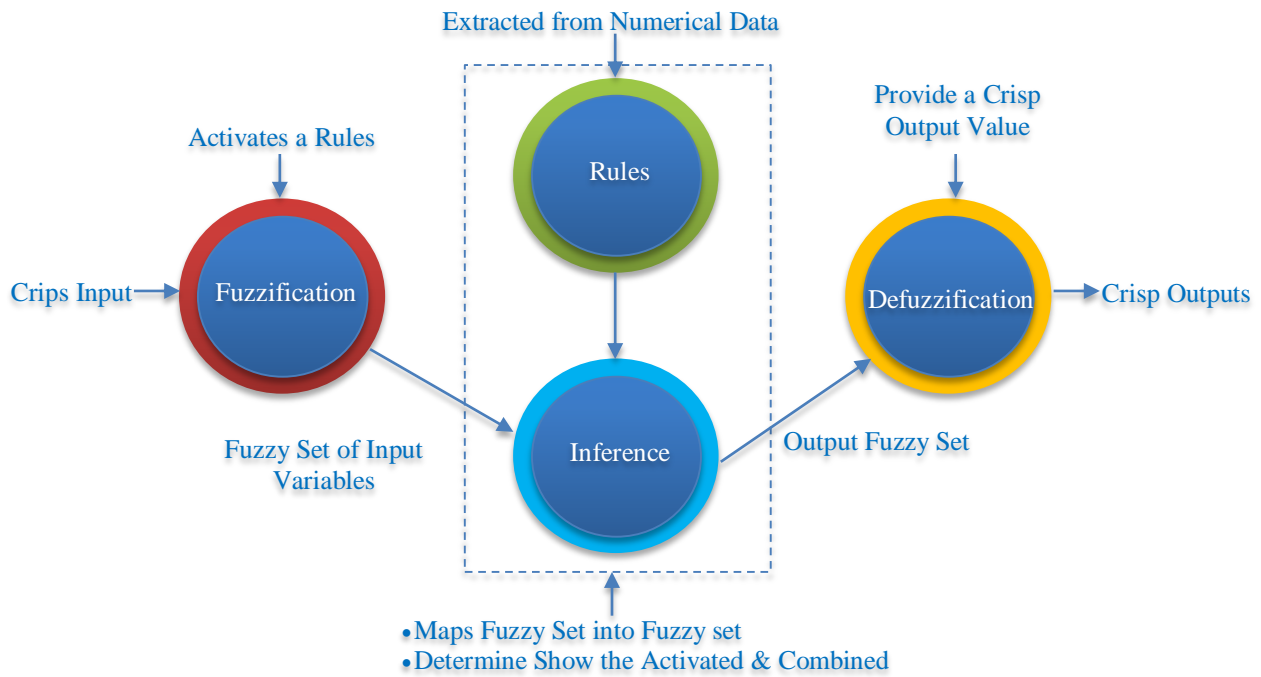 Extracted from Numerical Data
Provide a Crisp
Output Value
Activates a Rules
Rules
Crips Input
Fuzzification
Defuzzification
Crisp Outputs
Fuzzy Set of Input
Variables
Inference
Output Fuzzy Set
•Maps Fuzzy Set into Fuzzy set
•Determine Show the Activated & Combined